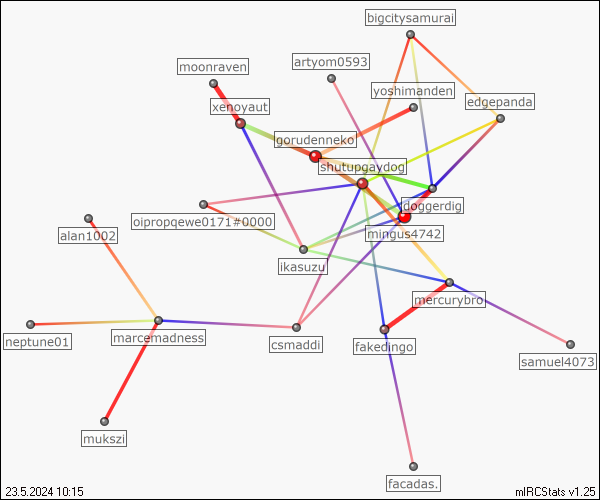 bigcitysamurai
artyom0593
moonraven
yoshimanden
edgepanda
xenoyaut
gorudenneko
shutupgaydog
doggerdig
oipropqewe0171#0000
mingus4742
alan1002
ikasuzu
mercurybro
neptune01
marcemadness
csmaddi
fakedingo
samuel4073
mukszi
facadas.
23.5.2024 10:15
mIRCStats v1.25